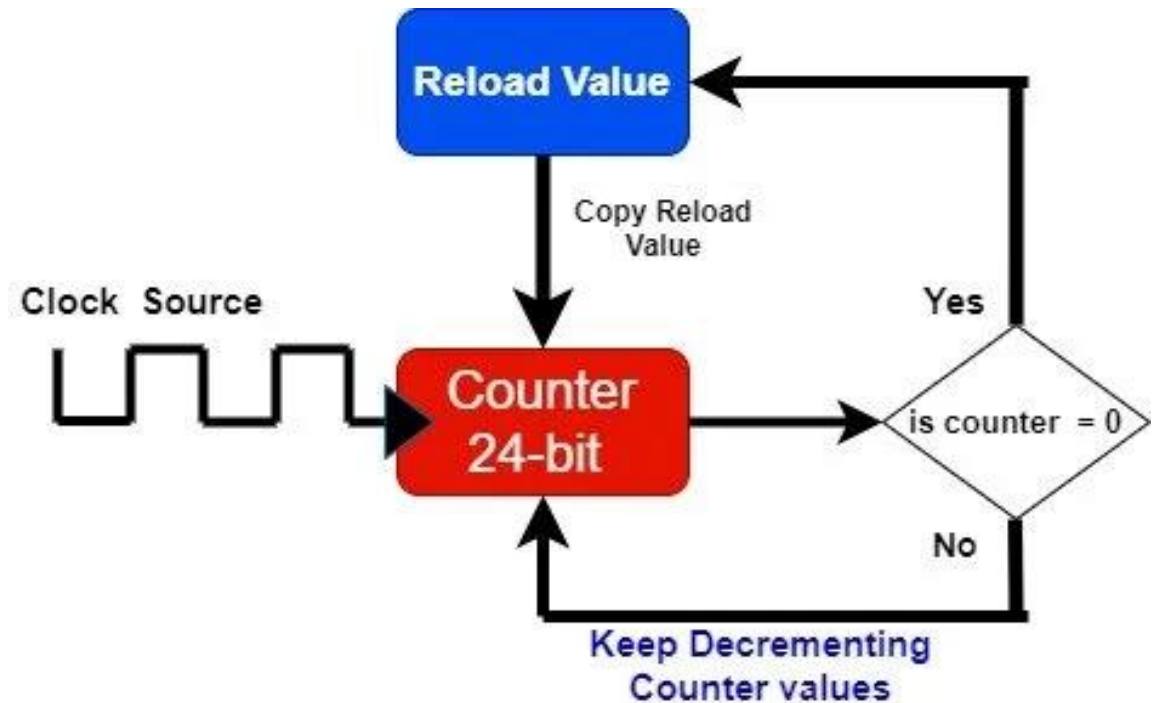 Reload Value
Copy Reload
Value
Clock Source
Yes
Counter
24-bit
is counter = 0
No
Keep Decrementing
Counter values